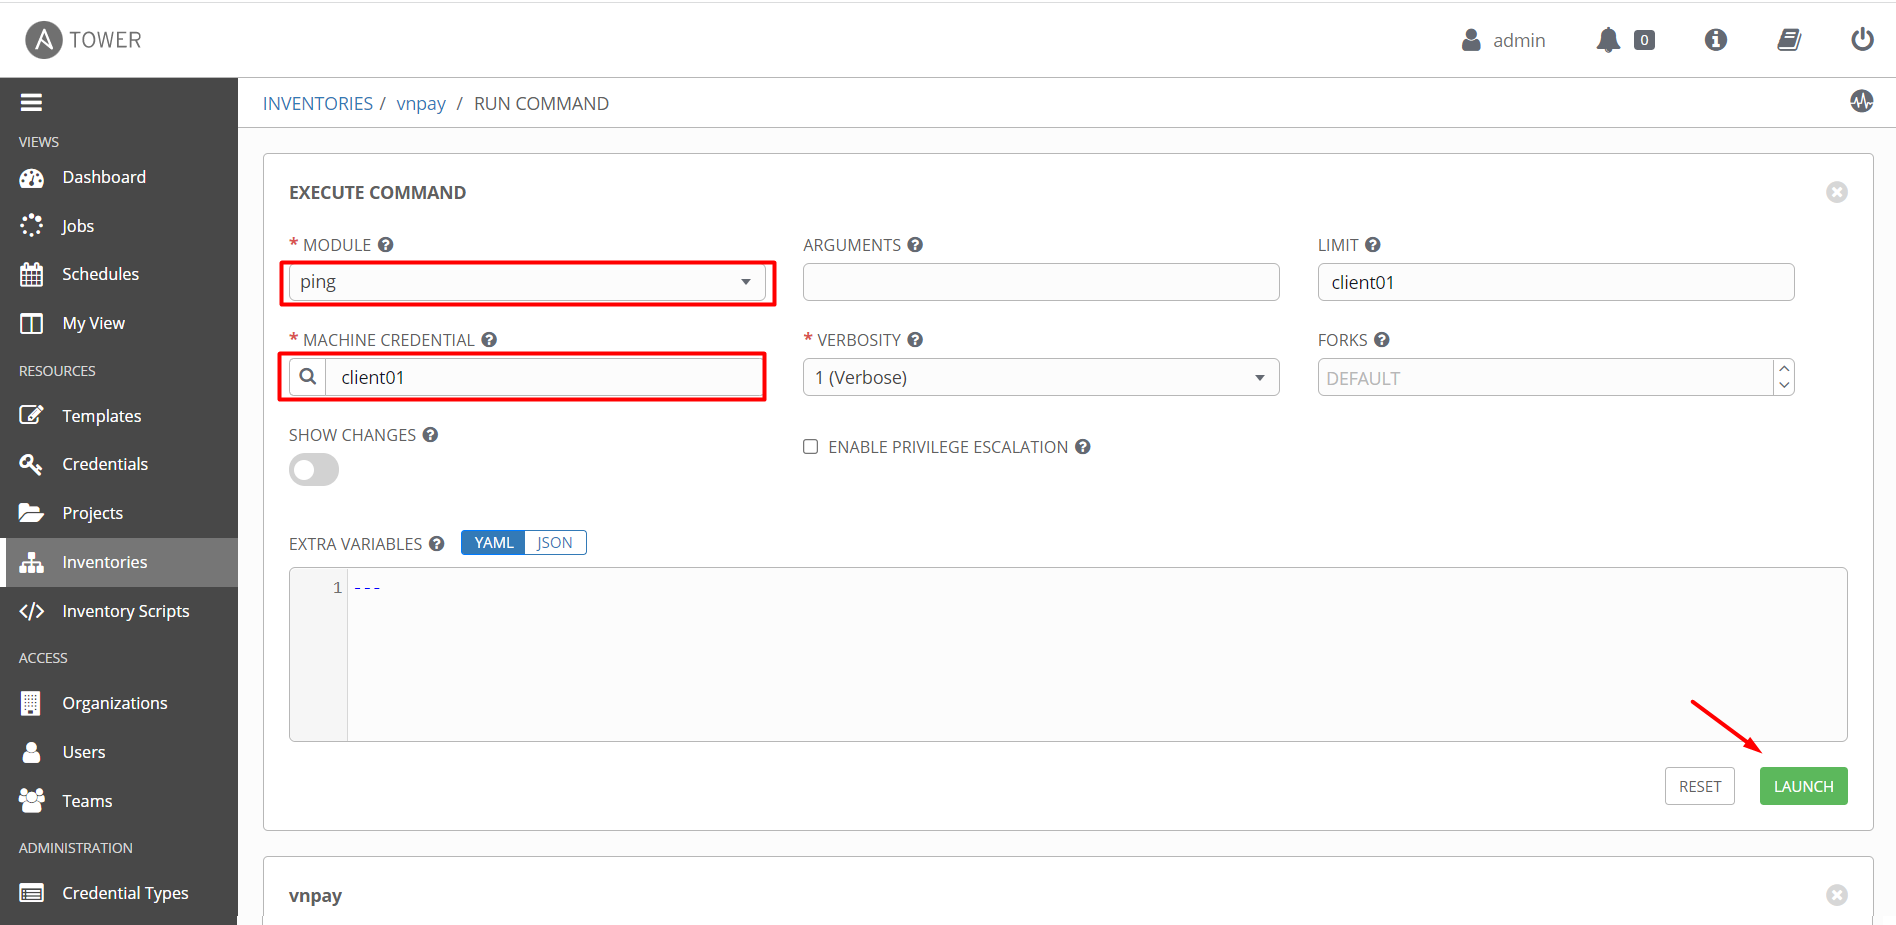 TOWER
admin
0
INVENTORIES / vnpay / RUN COMMAND
VIEWS
Dashboard
Jobs
Schedules
My View
RESOURCES
Templates
Credentials
Projects
Inventories
Inventory Scripts
ACCESS
Organizations
Users
Teams
ADMINISTRATION
Credential Types
EXECUTE COMMAND
* MODULE
ARGUMENTS
LIMIT
ping
client01
* MACHINE CREDENTIAL
* VERBOSITY
FORKS
client01
1 (Verbose)
DEFAULT
SHOW CHANGES
ENABLE PRIVILEGE ESCALATION
EXTRA VARIABLES YAML JSON
1 ---
RESET LAUNCH
vnpay